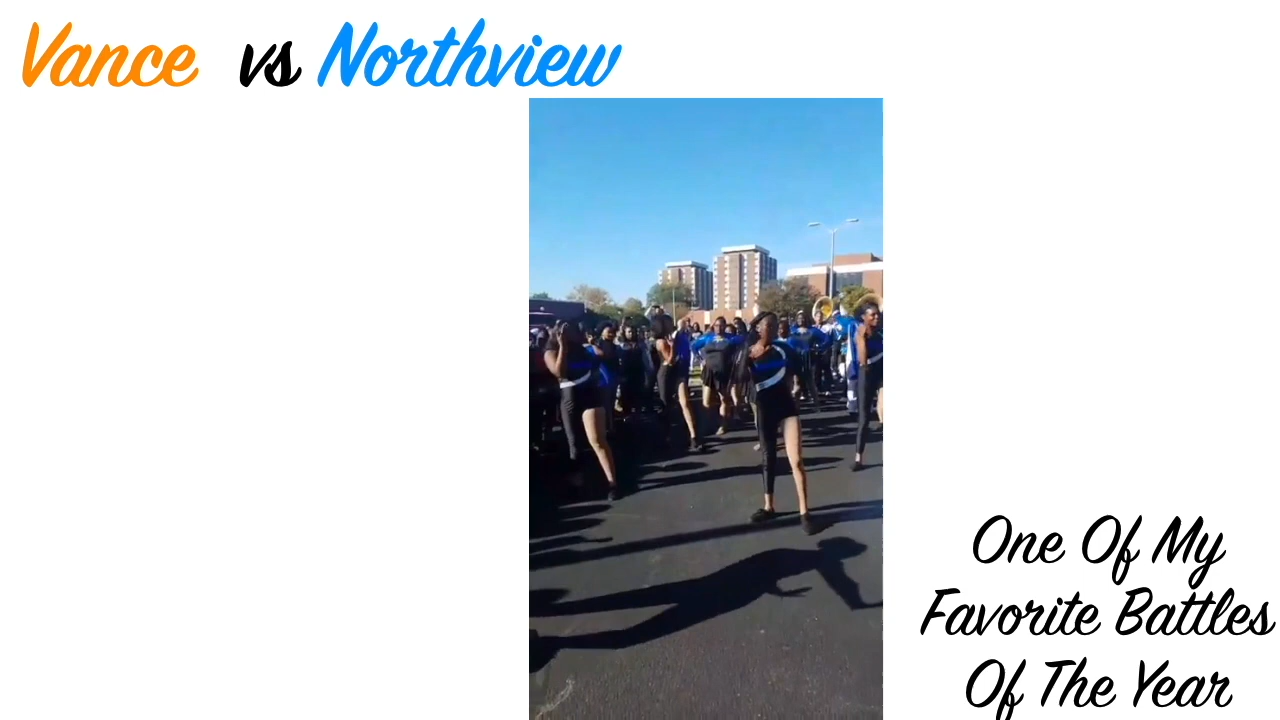 Vance vs Northview
One Of My
Favorite Battles
Of The Year